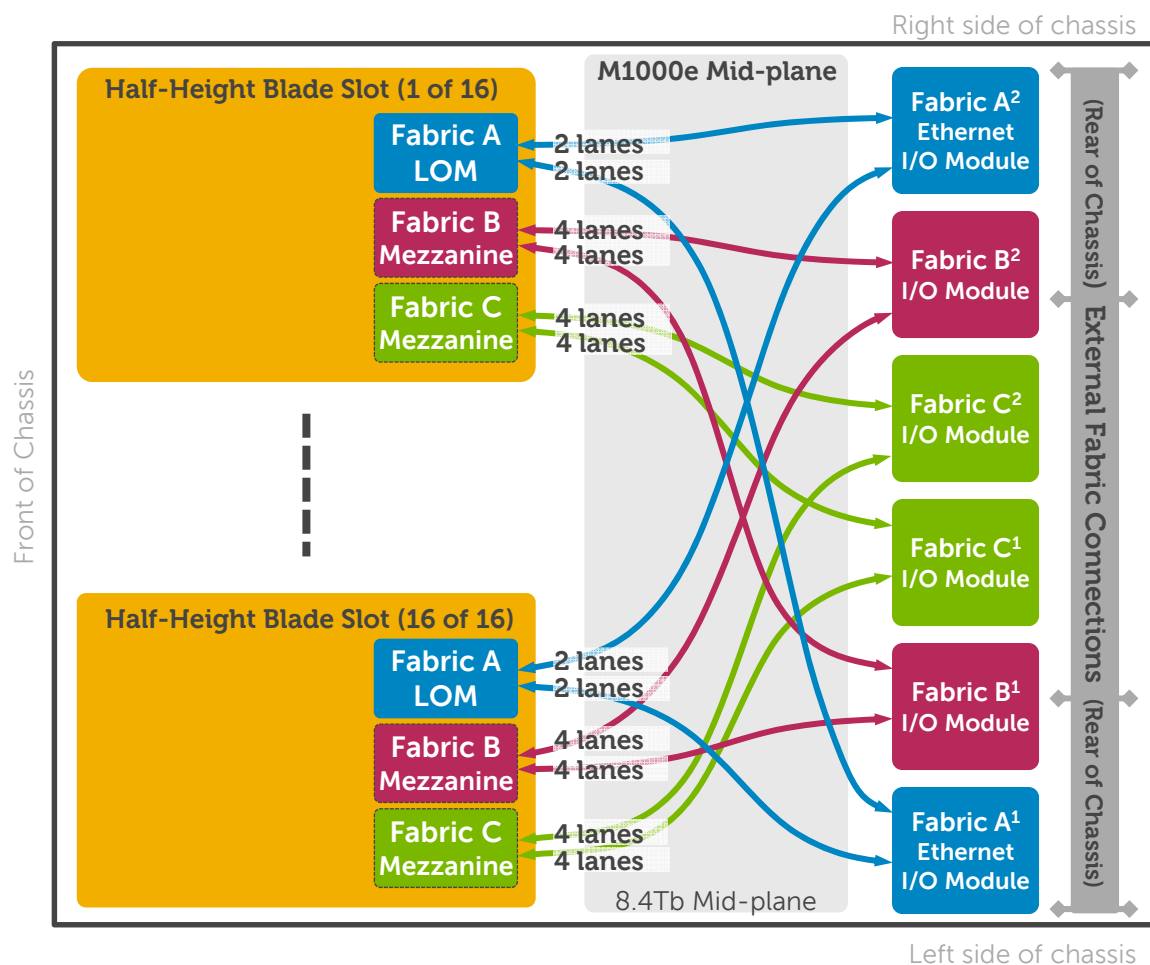 Right side of chassis
Half-Height Blade Slot (1 of 16)
Fabric A
LOM
Fabric B
Mezzanine
Fabric C
Mezzanine
2 lanes
2 lanes
4 lanes
4 lanes
4 lanes
4 lanes
M1000e Mid-plane
Fabric A²
Ethernet
I/O Module
Fabric B²
I/O Module
Fabric C²
I/O Module
Fabric C¹
I/O Module
Fabric B¹
I/O Module
Fabric A¹
Ethernet
I/O Module
(Rear of Chassis)
External Fabric Connections
(Rear of Chassis)
Front of Chassis
Half-Height Blade Slot (16 of 16)
Fabric A
LOM
Fabric B
Mezzanine
Fabric C
Mezzanine
2 lanes
2 lanes
4 lanes
4 lanes
4 lanes
4 lanes
8.4Tb Mid-plane
Left side of chassis